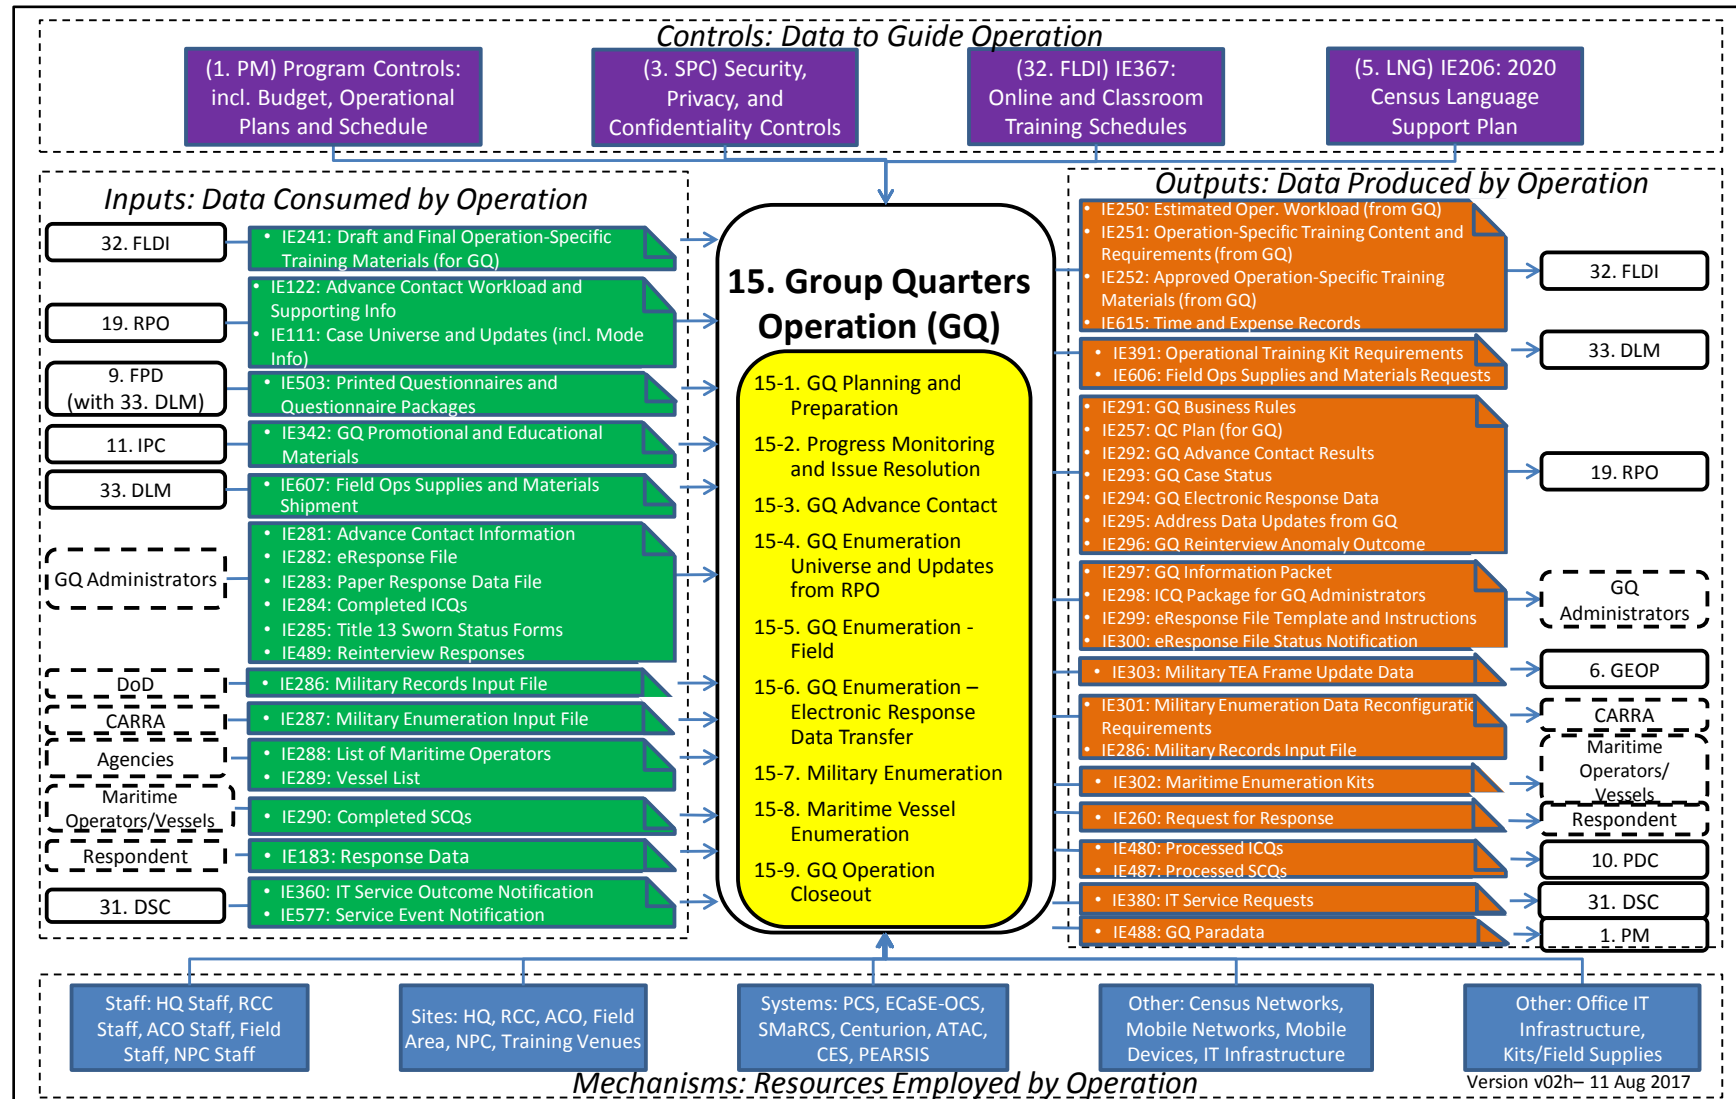 Controls: Data to Guide Operation
(1. PM) Program Controls:
incl. Budget, Operational
Plans and Schedule
(3. SPC) Security,
Privacy, and
Confidentiality Controls
(32. FLDI) IE367:
Online and Classroom
Training Schedules
(5. LNG) IE206: 2020
Census Language
Support Plan
Inputs: Data Consumed by Operation
32. FLDI
• IE241: Draft and Final Operation-Specific
Training Materials (for GQ)
19. RPO
• IE122: Advance Contact Workload and
Supporting Info
• IE111: Case Universe and Updates (incl. Mode
Info)
9. FPD
(with 33. DLM)
• IE503: Printed Questionnaires and
Questionnaire Packages
11. IPC
• IE342: GQ Promotional and Educational
Materials
33. DLM
• IE607: Field Ops Supplies and Materials
Shipment
GQ Administrators
• IE281: Advance Contact Information
• IE282: eResponse File
• IE283: Paper Response Data File
• IE284: Completed ICQs
• IE285: Title 13 Sworn Status Forms
• IE489: Reinterview Responses
DoD
• IE286: Military Records Input File
CARRA
• IE287: Military Enumeration Input File
Agencies
• IE288: List of Maritime Operators
• IE289: Vessel List
Maritime
Operators/Vessels
• IE290: Completed SCQs
Respondent
• IE183: Response Data
31. DSC
• IE360: IT Service Outcome Notification
• IE577: Service Event Notification
15. Group Quarters
Operation (GQ)
15-1. GQ Planning and
Preparation
15-2. Progress Monitoring
and Issue Resolution
15-3. GQ Advance Contact
15-4. GQ Enumeration
Universe and Updates
from RPO
15-5. GQ Enumeration -
Field
15-6. GQ Enumeration –
Electronic Response
Data Transfer
15-7. Military Enumeration
15-8. Maritime Vessel
Enumeration
15-9. GQ Operation
Closeout
Outputs: Data Produced by Operation
• IE250: Estimated Oper. Workload (from GQ)
• IE251: Operation-Specific Training Content and
Requirements (from GQ)
• IE252: Approved Operation-Specific Training
Materials (from GQ)
• IE615: Time and Expense Records
32. FLDI
• IE391: Operational Training Kit Requirements
• IE606: Field Ops Supplies and Materials Requests
33. DLM
• IE291: GQ Business Rules
• IE257: QC Plan (for GQ)
• IE292: GQ Advance Contact Results
• IE293: GQ Case Status
• IE294: GQ Electronic Response Data
• IE295: Address Data Updates from GQ
• IE296: GQ Reinterview Anomaly Outcome
19. RPO
• IE297: GQ Information Packet
• IE298: ICQ Package for GQ Administrators
• IE299: eResponse File Template and Instructions
• IE300: eResponse File Status Notification
GQ
Administrators
• IE303: Military TEA Frame Update Data
6. GEOP
• IE301: Military Enumeration Data Reconfiguratio
Requirements
• IE286: Military Records Input File
CARRA
• IE302: Maritime Enumeration Kits
Maritime
Operators/
Vessels
• IE260: Request for Response
Respondent
• IE480: Processed ICQs
• IE487: Processed SCQs
10. PDC
• IE380: IT Service Requests
31. DSC
• IE488: GQ Paradata
1. PM
Staff: HQ Staff, RCC
Staff, ACO Staff, Field
Staff, NPC Staff
Sites: HQ, RCC, ACO, Field
Area, NPC, Training Venues
Systems: PCS, ECaSE-OCS,
SMaRCS, Centurion, ATAC,
CES, PEARSIS
Other: Census Networks,
Mobile Networks, Mobile
Devices, IT Infrastructure
Other: Office IT
Infrastructure,
Kits/Field Supplies
Mechanisms: Resources Employed by Operation
Version v02h– 11 Aug 2017